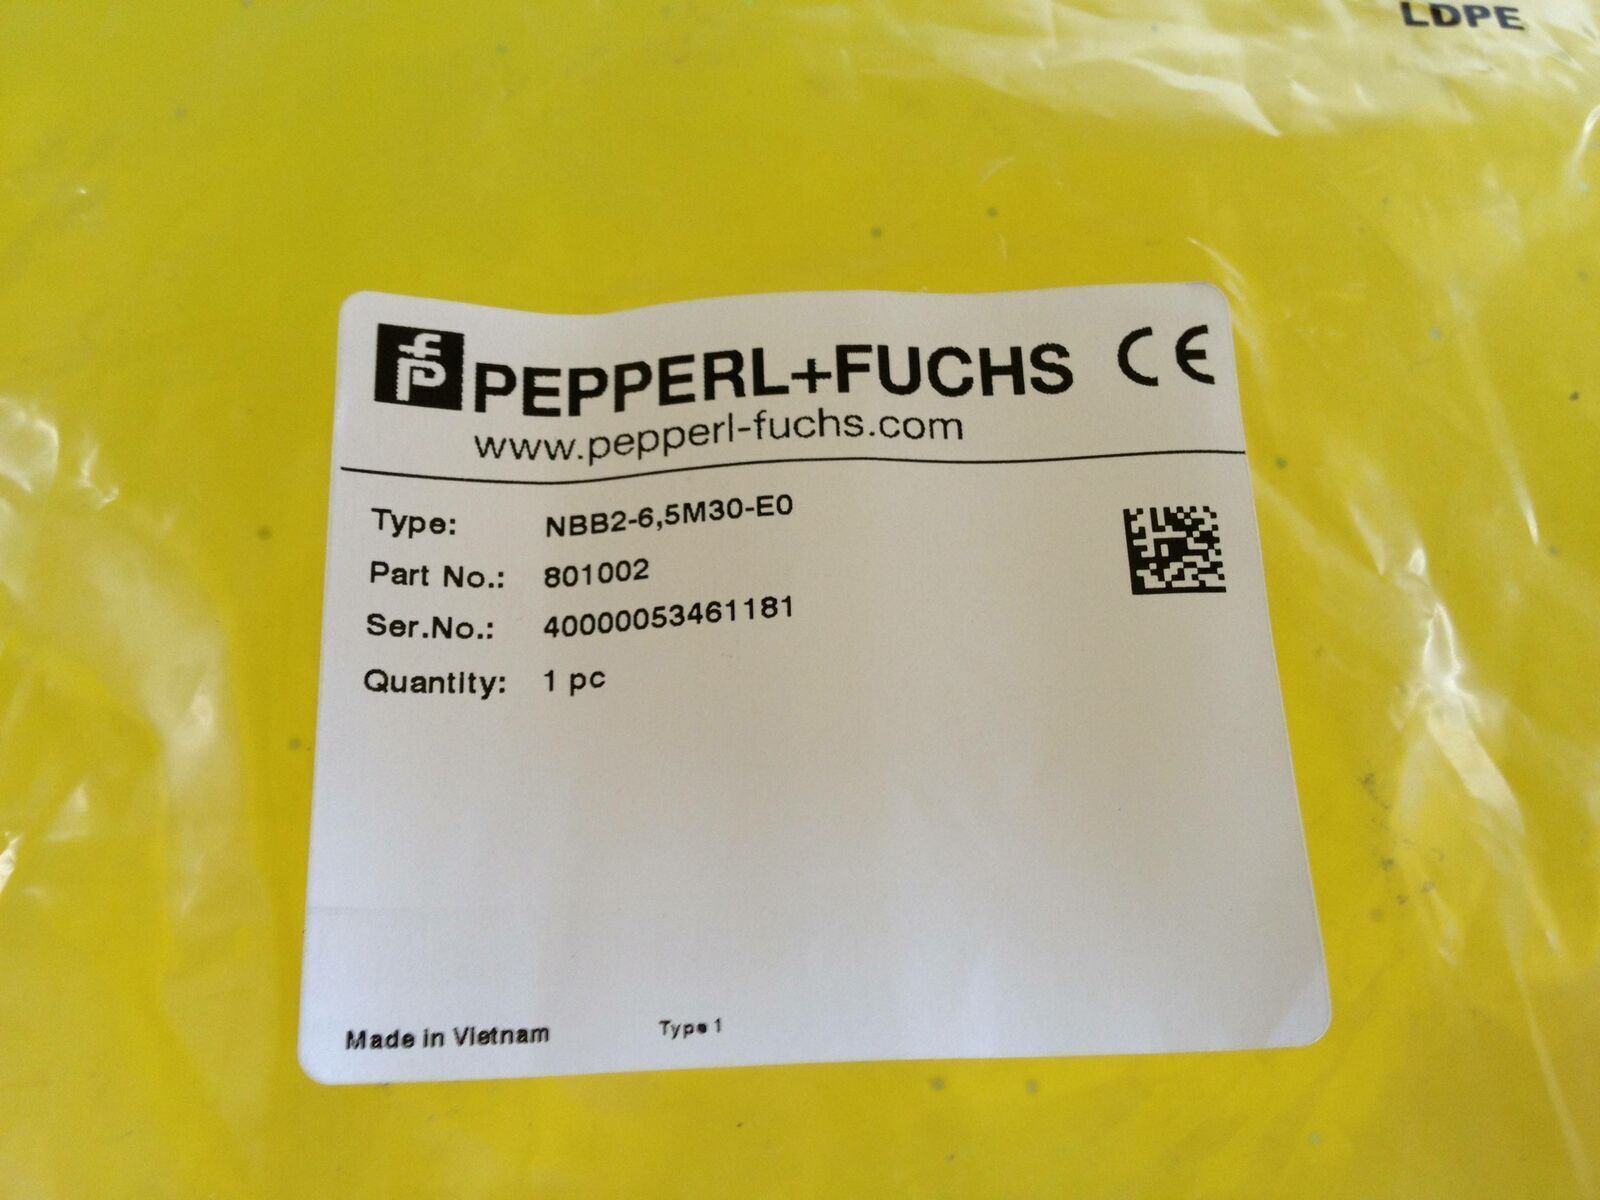 LDPE
PEPPERL+FUCHS CE
www.pepperl-fuchs.com
Type: NBB2-6,5M30-E0
Part No.: 801002
Ser.No.: 40000053461181
Quantity: 1 pc
Made in Vietnam Type 1